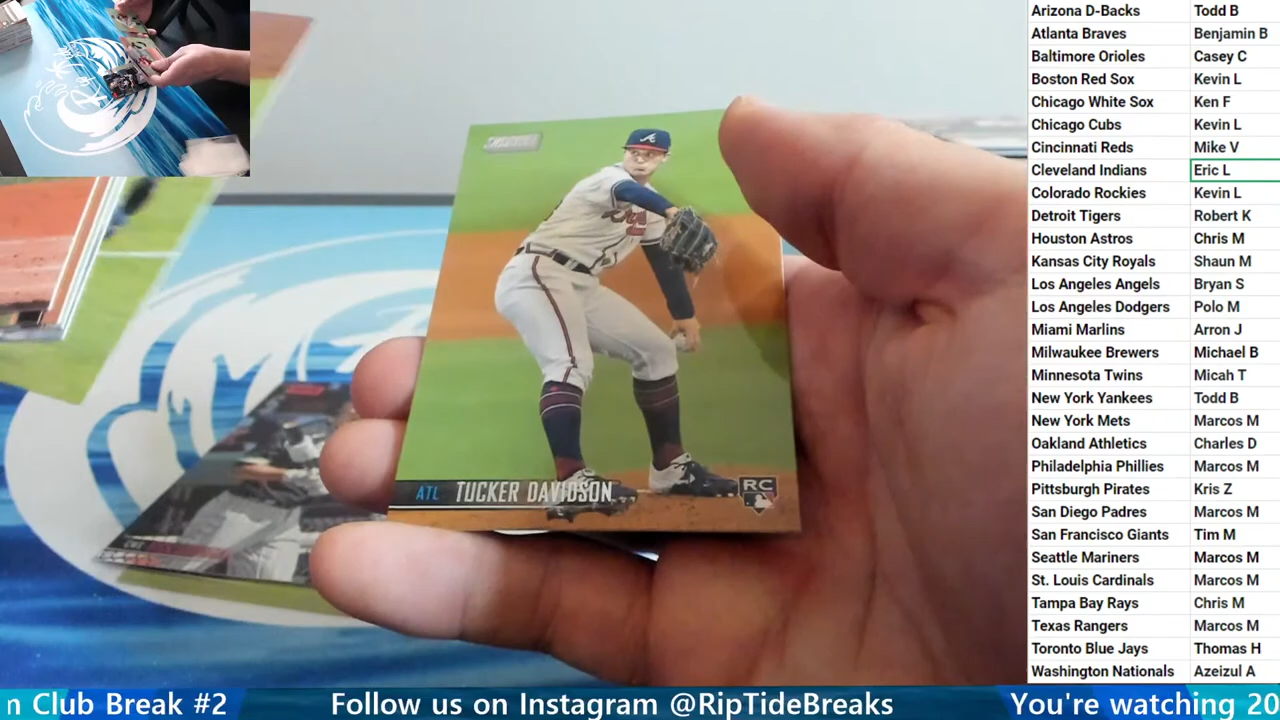 Arizona D-Backs Todd B
Atlanta Braves Benjamin B
Baltimore Orioles Casey C
Boston Red Sox Kevin L
Chicago White Sox Ken F
Chicago Cubs Kevin L
Cincinnati Reds Mike V
Cleveland Indians Eric L
Colorado Rockies Kevin L
Detroit Tigers Robert K
Houston Astros Chris M
Kansas City Royals Shaun M
Los Angeles Angels Bryan S
Los Angeles Dodgers Polo M
Miami Marlins Arron J
Milwaukee Brewers Michael B
Minnesota Twins Micah T
New York Yankees Todd B
New York Mets Marcos M
Oakland Athletics Charles D
Philadelphia Phillies Marcos M
Pittsburgh Pirates Kris Z
San Diego Padres Marcos M
San Francisco Giants Tim M
Seattle Mariners Marcos M
St. Louis Cardinals Marcos M
Tampa Bay Rays Chris M
Texas Rangers Marcos M
Toronto Blue Jays Thomas H
Washington Nationals Azeizul A
ATL TUCKER DAVIDSON
RC
n Club Break #2 Follow us on Instagram @RipTideBreaks You're watching 20